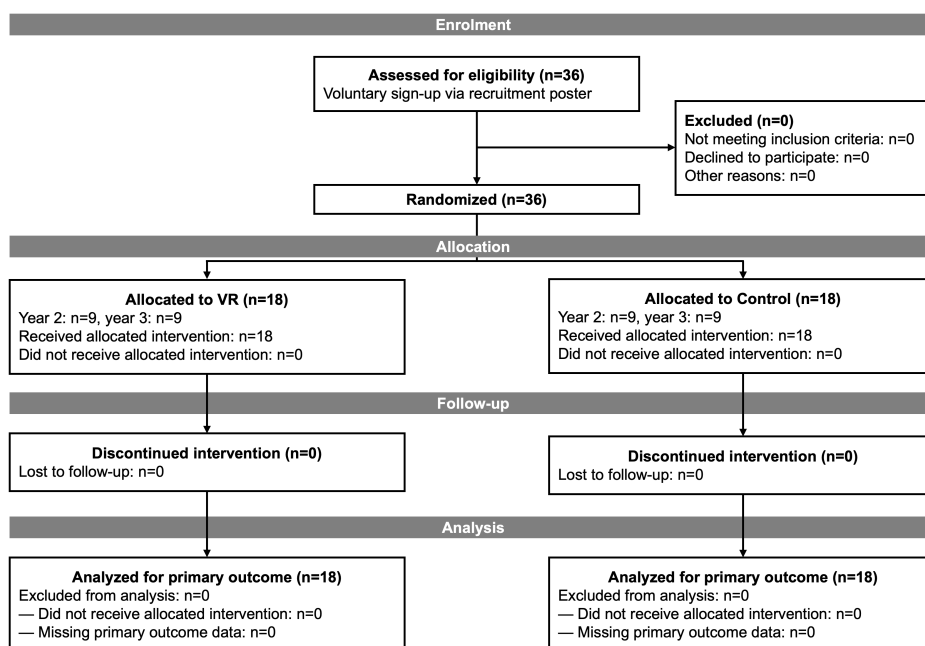 Enrolment
Assessed for eligibility (n=36)
Voluntary sign-up via recruitment poster
Excluded (n=0)
Not meeting inclusion criteria: n=0
Declined to participate: n=0
Other reasons: n=0
Randomized (n=36)
Allocation
Allocated to VR (n=18)
Year 2: n=9, year 3: n=9
Received allocated intervention: n=18
Did not receive allocated intervention: n=0
Allocated to Control (n=18)
Year 2: n=9, year 3: n=9
Received allocated intervention: n=18
Did not receive allocated intervention: n=0
Follow-up
Discontinued intervention (n=0)
Lost to follow-up: n=0
Discontinued intervention (n=0)
Lost to follow-up: n=0
Analysis
Analyzed for primary outcome (n=18)
Excluded from analysis: n=0
— Did not receive allocated intervention: n=0
— Missing primary outcome data: n=0
Analyzed for primary outcome (n=18)
Excluded from analysis: n=0
— Did not receive allocated intervention: n=0
— Missing primary outcome data: n=0